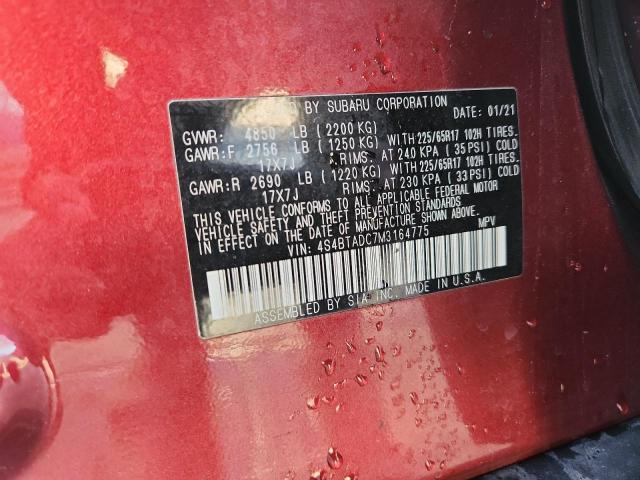 BY SUBARU CORPORATION DATE: 01/21
GVWR: 4850 LB (2200 KG)
GAWR:F 2756 LB (1250 KG) WITH 225/65R17 102H TIRES,
17X7J RIMS, AT 240 KPA (35 PSI) COLD
GAWR:R 2690 LB (1220 KG) WITH 225/65R17 102H TIRES,
17X7J RIMS, AT 230 KPA (33 PSI) COLD
THIS VEHICLE CONFORMS TO ALL APPLICABLE FEDERAL MOTOR
VEHICLE SAFETY AND THEFT PREVENTION STANDARDS
IN EFFECT ON THE DATE OF MANUFACTURE SHOWN ABOVE.
VIN: 4S4BTADC7M3164775 MPV
ASSEMBLED BY SIA, INC. MADE IN U.S.A.